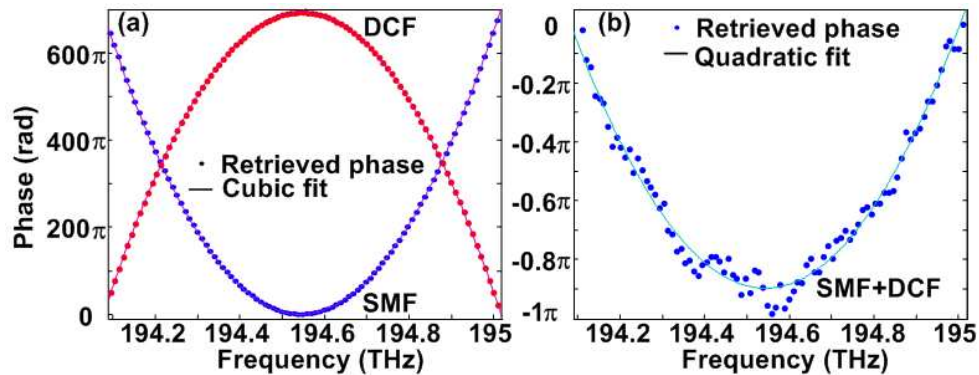 (a)
DCF
600π
400π
200π
0
Phase (rad)
Retrieved phase
Cubic fit
SMF
194.2
194.4
194.6
194.8
195
Frequency (THz)
(b)
Retrieved phase
Quadratic fit
0
-0.2π
-0.4π
-0.6π
-0.8π
-1π
SMF+DCF
194.2
194.4
194.6
194.8
195
Frequency (THz)